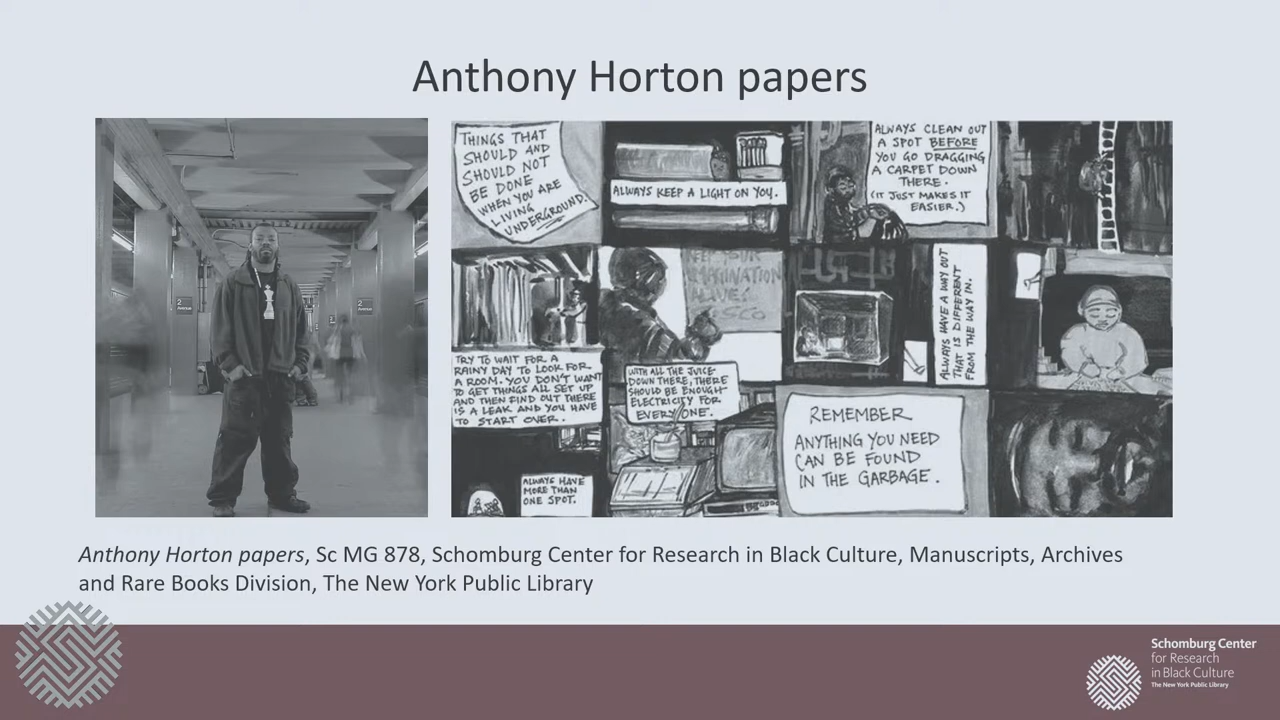 Anthony Horton papers
2
Avenue
2
Avenue
THINGS THAT
SHOULD AND
SHOULD NOT
BE DONE
WHEN YOU ARE
LIVING
UNDERGROUND.
ALWAYS KEEP A LIGHT ON YOU.
ALWAYS CLEAN OUT
A SPOT BEFORE
YOU GO DRAGGING
A CARPET DOWN
THERE.
(IT JUST MAKES IT
EASIER.)
TRY TO WAIT FOR A
RAINY DAY TO LOOK FOR
A ROOM. YOU DON'T WANT
TO GET THINGS ALL SET UP
AND THEN FIND OUT THERE
IS A LEAK AND YOU HAVE
TO START OVER.
KEEP YOUR
IMAGINATION
WITH ALL THE JUICE
DOWN THERE, THERE
SHOULD BE ENOUGH
ELECTRICITY FOR
EVERYONE.
ALWAYS HAVE A WAY OUT
THAT IS DIFFERENT
FROM THE WAY IN.
ALWAYS HAVE
MORE THAN
ONE SPOT.
REMEMBER
ANYTHING YOU NEED
CAN BE FOUND
IN THE GARBAGE.
Anthony Horton papers, Sc MG 878, Schomburg Center for Research in Black Culture, Manuscripts, Archives
and Rare Books Division, The New York Public Library
Schomburg Center
for Research
in Black Culture
The New York Public Library